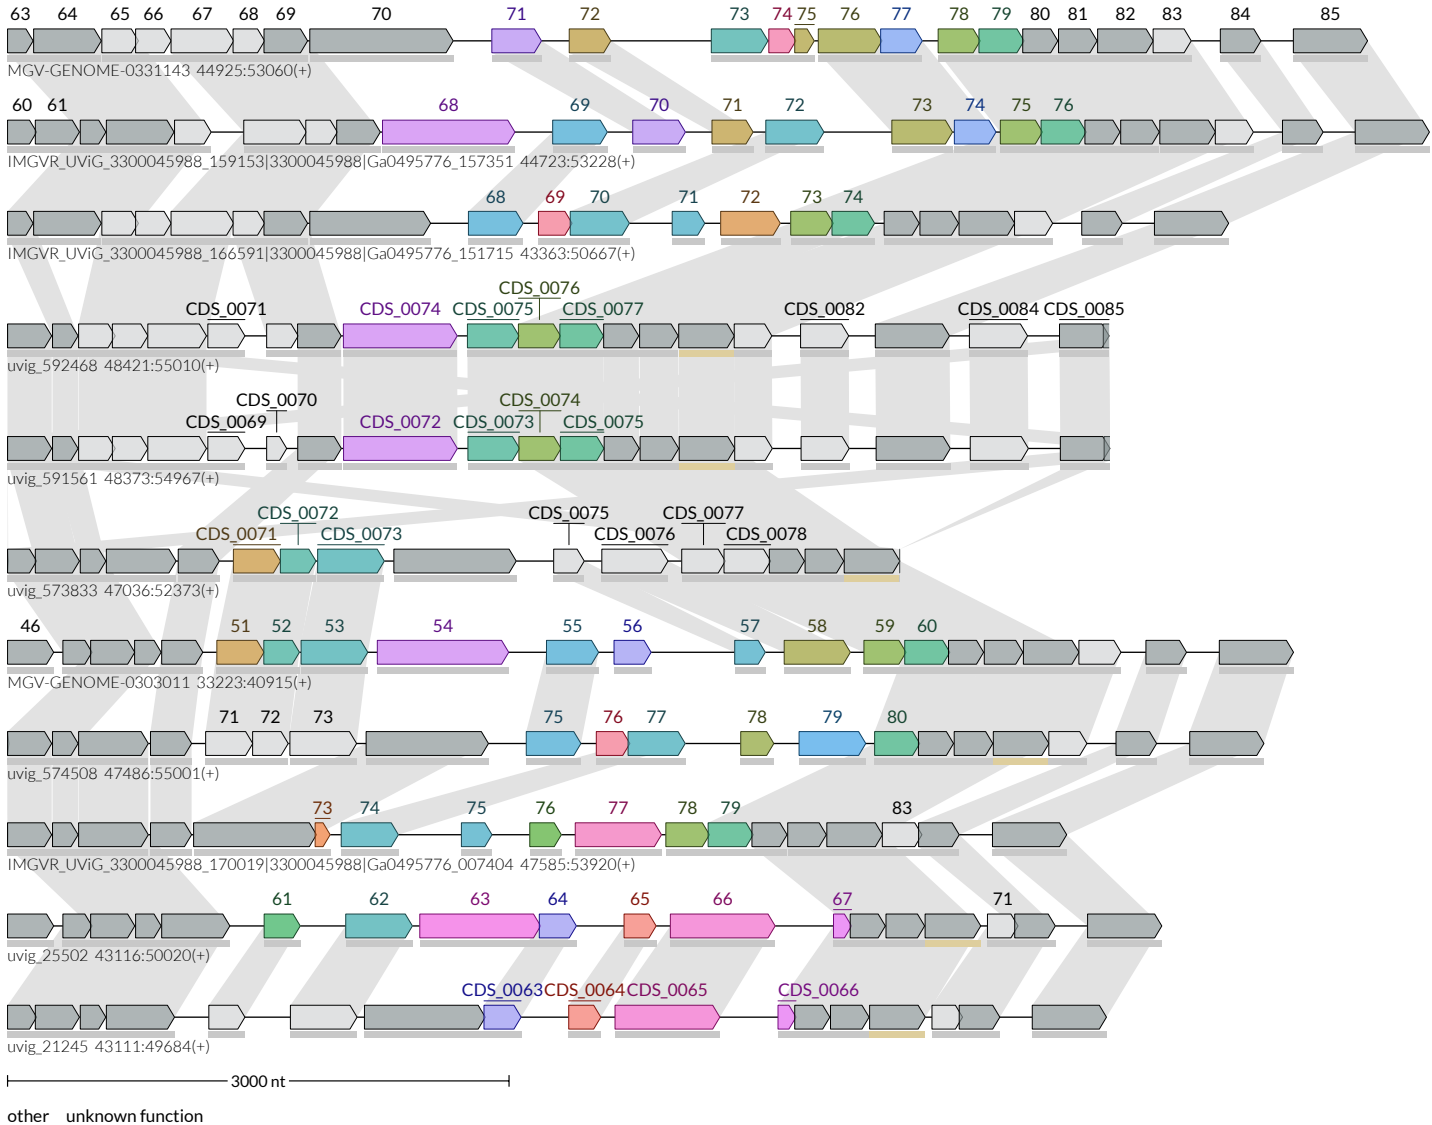 63 64 65 66 67 68 69 70 71 72 73 74 75 76 77 78 79 80 81 82 83 84 85
MGV-GENOME-0331143 44925:53060(+)
60 61 68 69 70 71 72 73 74 75 76
IMGVR_UViG_3300045988_159153|3300045988|Ga0495776_157351 44723:53228(+)
68 69 70 71 72 73 74
IMGVR_UViG_3300045988_166591|3300045988|Ga0495776_151715 43363:50667(+)
CDS_0076
CDS_0071 CDS_0074 CDS_0075 CDS_0077 CDS_0082 CDS_0084 CDS_0085
uvig_592468 48421:55010(+)
CDS_0070 CDS_0074
CDS_0069 CDS_0072 CDS_0073 CDS_0075
uvig_591561 48373:54967(+)
CDS_0072 CDS_0075 CDS_0077
CDS_0071 CDS_0073 CDS_0076 CDS_0078
uvig_573833 47036:52373(+)
46 51 52 53 54 55 56 57 58 59 60
MGV-GENOME-0303011 33223:40915(+)
71 72 73 75 76 77 78 79 80
uvig_574508 47486:55001(+)
73 74 75 76 77 78 79 83
IMGVR_UViG_3300045988_170019|3300045988|Ga0495776_007404 47585:53920(+)
61 62 63 64 65 66 67 71
uvig_25502 43116:50020(+)
CDS_0063 CDS_0064 CDS_0065 CDS_0066
uvig_21245 43111:49684(+)
3000 nt
other unknown function